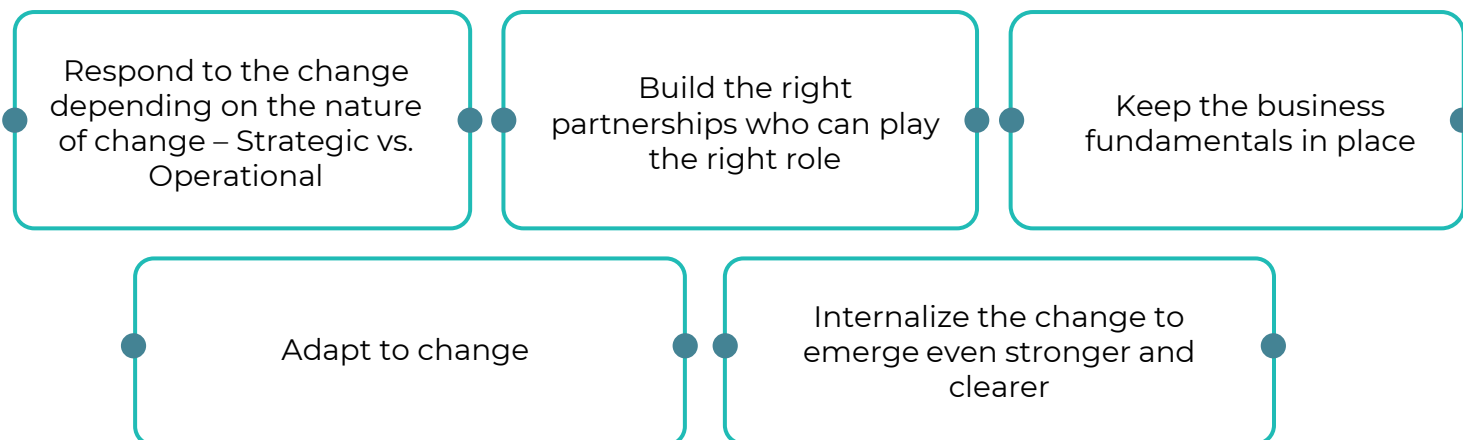 Respond to the change
depending on the nature
of change – Strategic vs.
Operational
Build the right
partnerships who can play
the right role
Keep the business
fundamentals in place
Adapt to change
Internalize the change to
emerge even stronger and
clearer